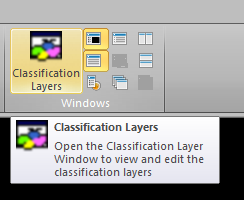 Classification
Layers
Windows
Classification Layers
Open the Classification Layer
Window to view and edit the
classification layers